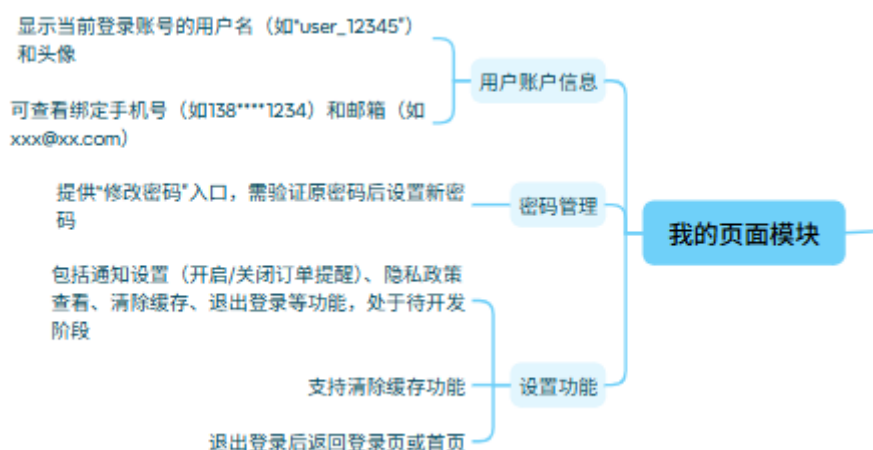 显示当前登录账号的用户名（如“user_12345”）
和头像
用户账户信息
可查看绑定手机号（如138****1234）和邮箱（如
xxx@xx.com）
提供“修改密码”入口，需验证原密码后设置新密
码
密码管理
我的页面模块
包括通知设置（开启/关闭订单提醒）、隐私政策
查看、清除缓存、退出登录等功能，处于待开发
阶段
支持清除缓存功能
设置功能
退出登录后返回登录页或首页